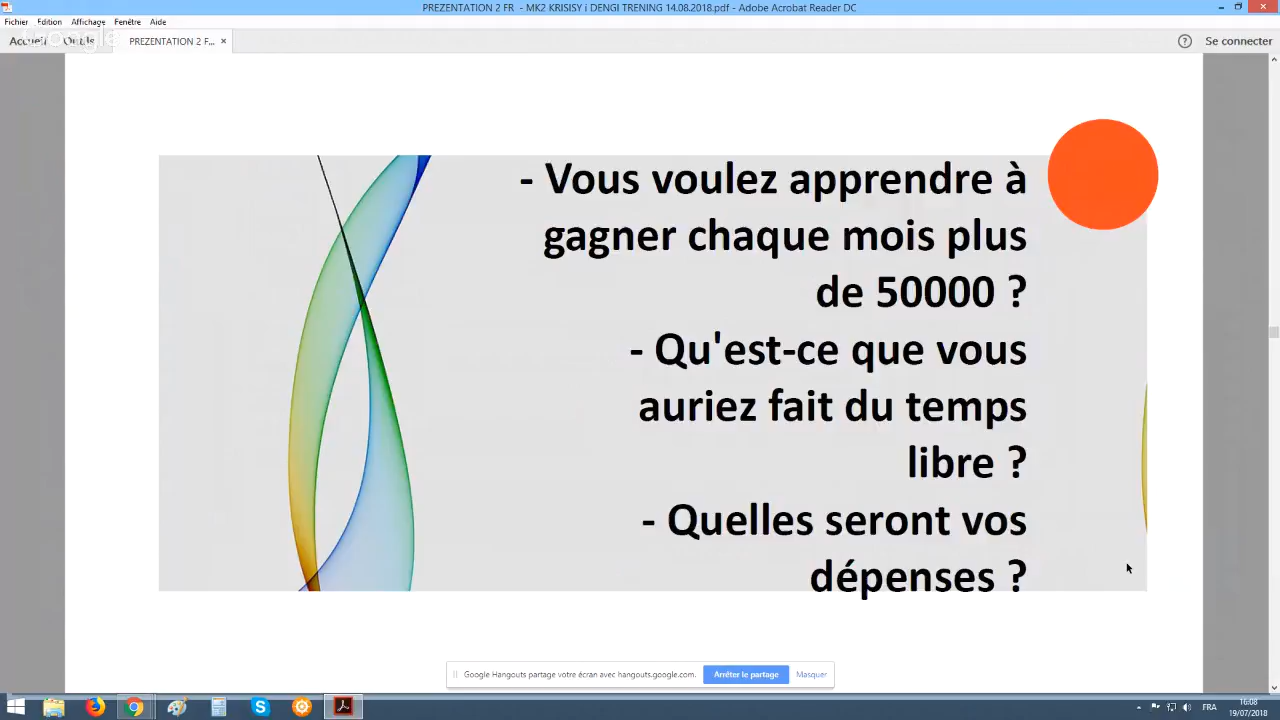 PREZENTATION 2 FR - MK2 KRISISY i DENGI TRENING 14.08.2018.pdf - Adobe Acrobat Reader DC
Fichier Edition Affichage Fenêtre Aide
Google
Accueil Outils PREZENTATION 2 F... × ? Se connecter
- Vous voulez apprendre à
gagner chaque mois plus
de 50000 ?
- Qu'est-ce que vous
auriez fait du temps
libre ?
- Quelles seront vos
dépenses ?
Google Hangouts partage votre écran avec hangouts.google.com. Arrêter le partage Masquer
FRA 16:08
19/07/2018